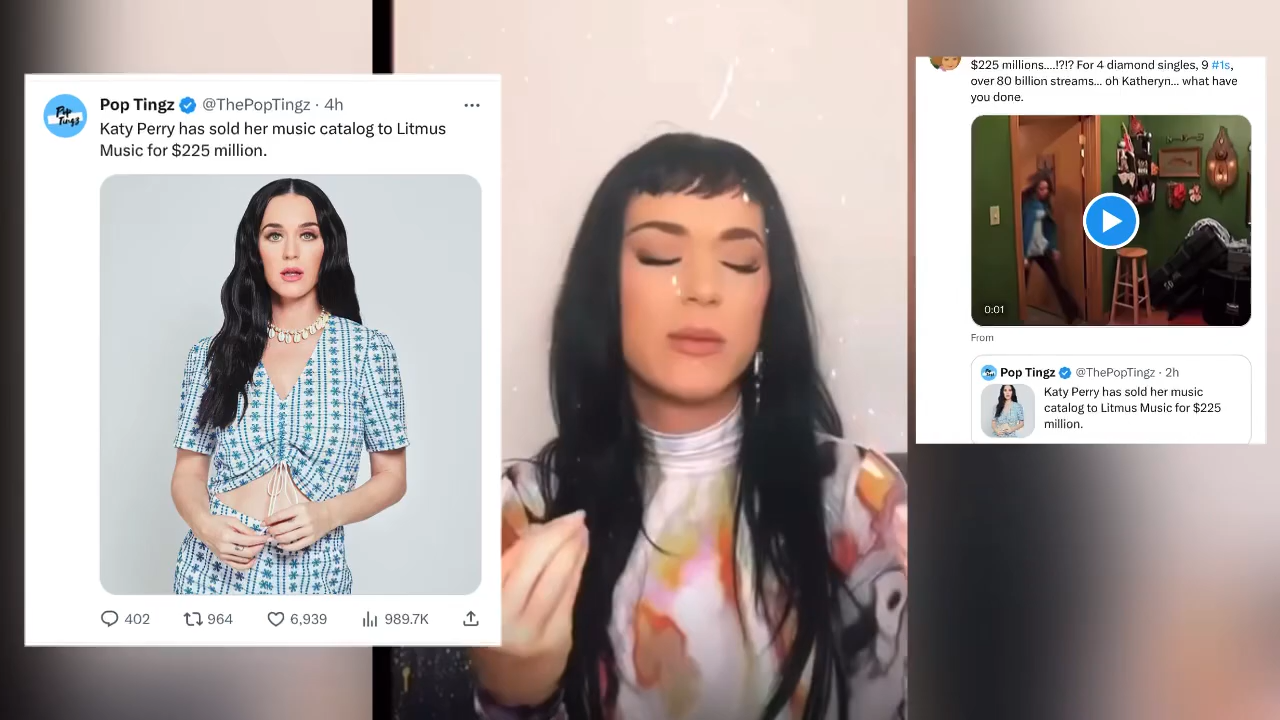 Pop Tingz @ThePopTingz · 4h
Katy Perry has sold her music catalog to Litmus
Music for $225 million.
402 964 6,939 989.7K
$225 millions....!?!? For 4 diamond singles, 9 #1s,
over 80 billion streams... oh Katheryn... what have
you done.
0:01
From
Pop Tingz @ThePopTingz · 2h
Katy Perry has sold her music
catalog to Litmus Music for $225
million.